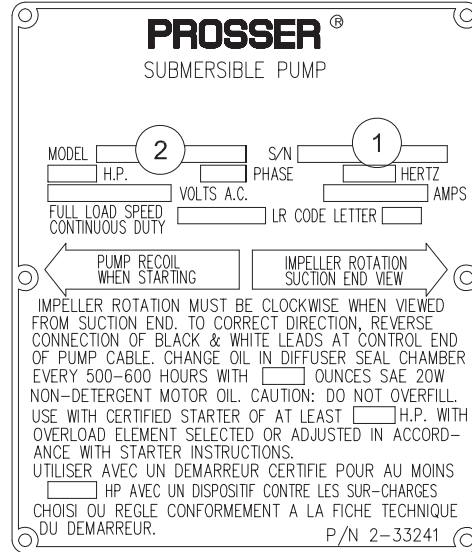 PROSSER ®
SUBMERSIBLE PUMP
MODEL 2 S/N 1
H.P. PHASE HERTZ
VOLTS A.C. AMPS
FULL LOAD SPEED
CONTINUOUS DUTY LR CODE LETTER
PUMP RECOIL
WHEN STARTING
IMPELLER ROTATION
SUCTION END VIEW
IMPELLER ROTATION MUST BE CLOCKWISE WHEN VIEWED
FROM SUCTION END. TO CORRECT DIRECTION, REVERSE
CONNECTION OF BLACK & WHITE LEADS AT CONTROL END
OF PUMP CABLE. CHANGE OIL IN DIFFUSER SEAL CHAMBER
EVERY 500-600 HOURS WITH OUNCES SAE 20W
NON-DETERGENT MOTOR OIL. CAUTION: DO NOT OVERFILL.
USE WITH CERTIFIED STARTER OF AT LEAST H.P. WITH
OVERLOAD ELEMENT SELECTED OR ADJUSTED IN ACCORD-
ANCE WITH STARTER INSTRUCTIONS.
UTILISER AVEC UN DEMARREUR CERTIFIE POUR AU MOINS
HP AVEC UN DISPOSITIF CONTRE LES SUR-CHARGES
CHOISI OU REGLE CONFORMEMENT A LA FICHE TECHNIQUE
DU DEMARREUR.
P/N 2-33241